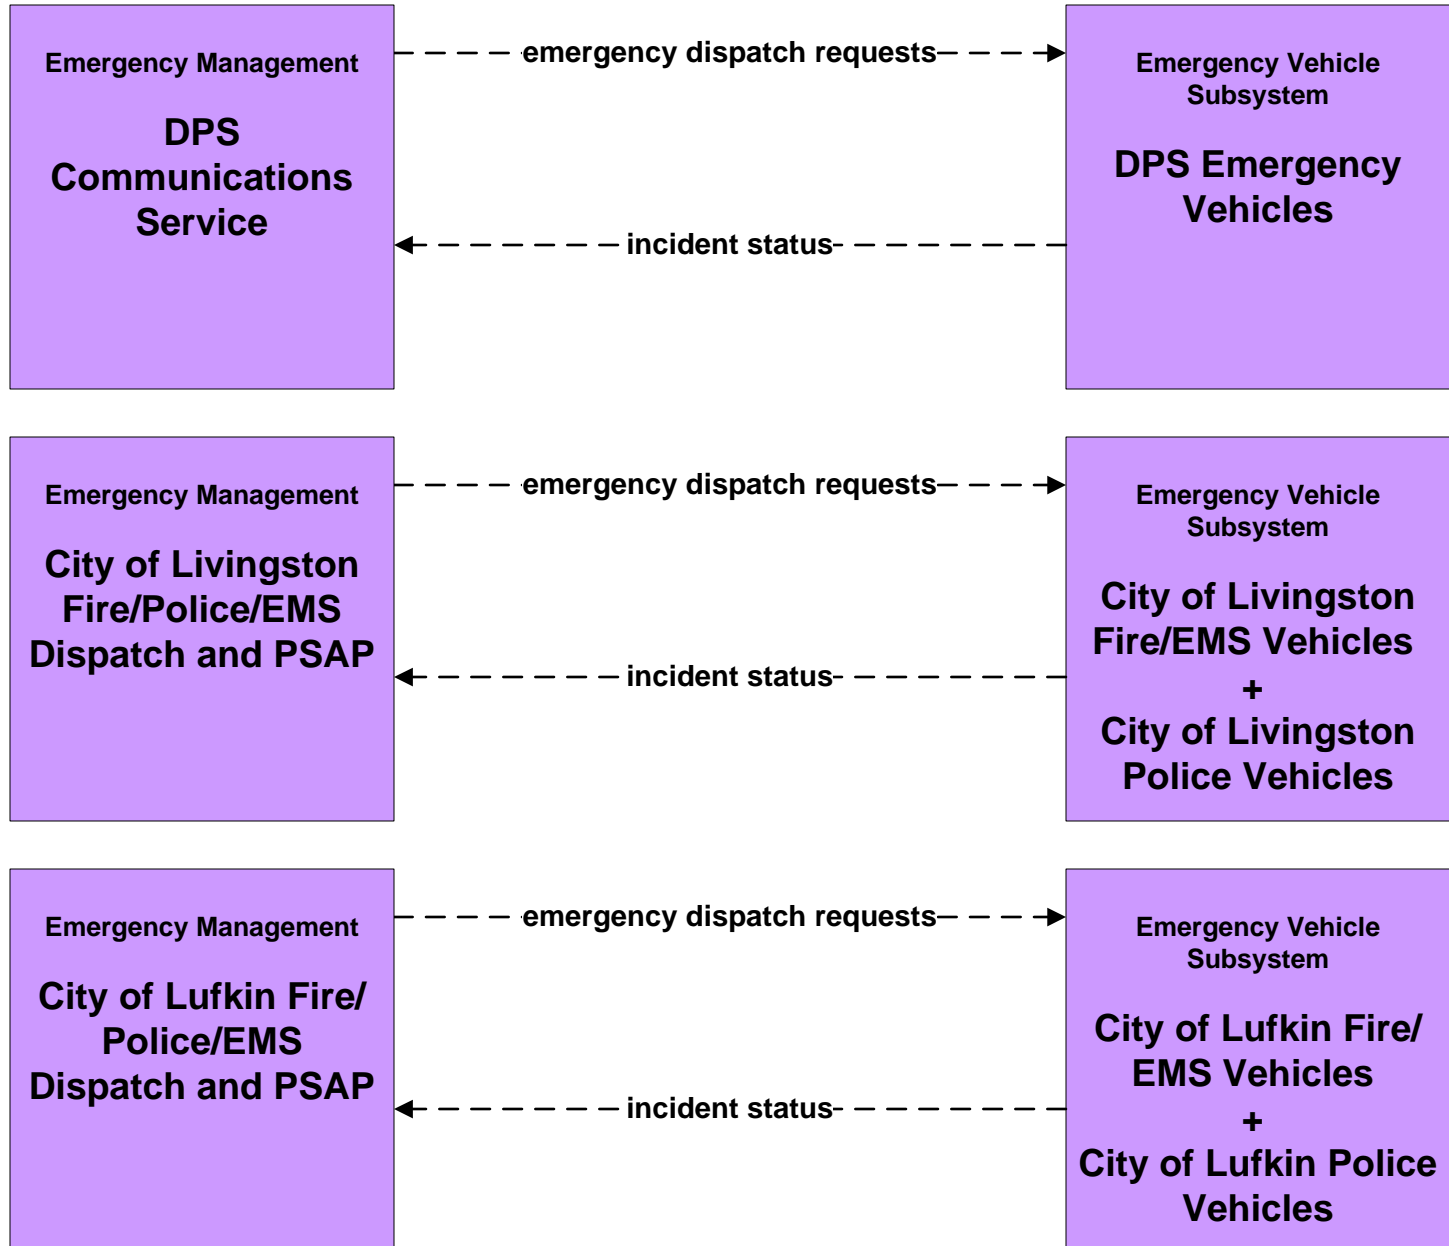 Emergency Management
DPS
Communications
Service
emergency dispatch requests
incident status
Emergency Vehicle
Subsystem
DPS Emergency
Vehicles
Emergency Management
City of Livingston
Fire/Police/EMS
Dispatch and PSAP
emergency dispatch requests
incident status
Emergency Vehicle
Subsystem
City of Livingston
Fire/EMS Vehicles
+
City of Livingston
Police Vehicles
Emergency Management
City of Lufkin Fire/
Police/EMS
Dispatch and PSAP
emergency dispatch requests
incident status
Emergency Vehicle
Subsystem
City of Lufkin Fire/
EMS Vehicles
+
City of Lufkin Police
Vehicles